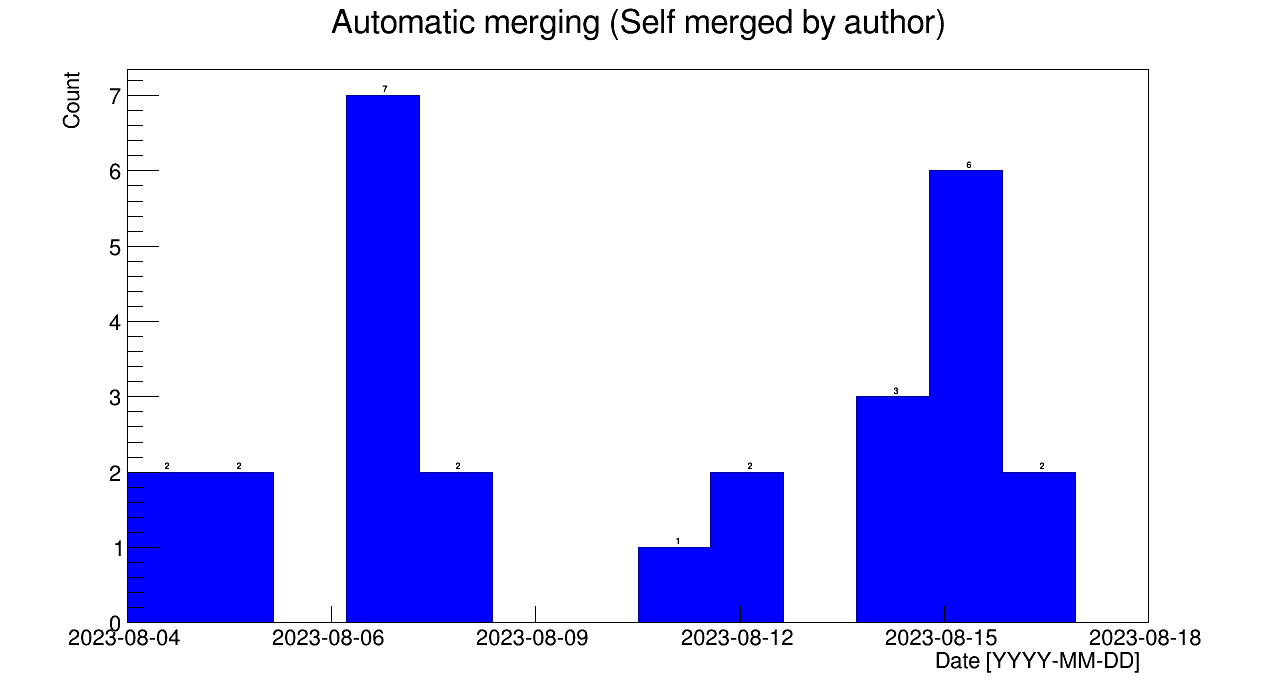 Automatic merging (Self merged by author)
Count
7
7
6
6
5
4
3
3
2
2 2 2 2 2
1
1
0
2023-08-04 2023-08-06 2023-08-09 2023-08-12 2023-08-15 2023-08-18
Date [YYYY-MM-DD]